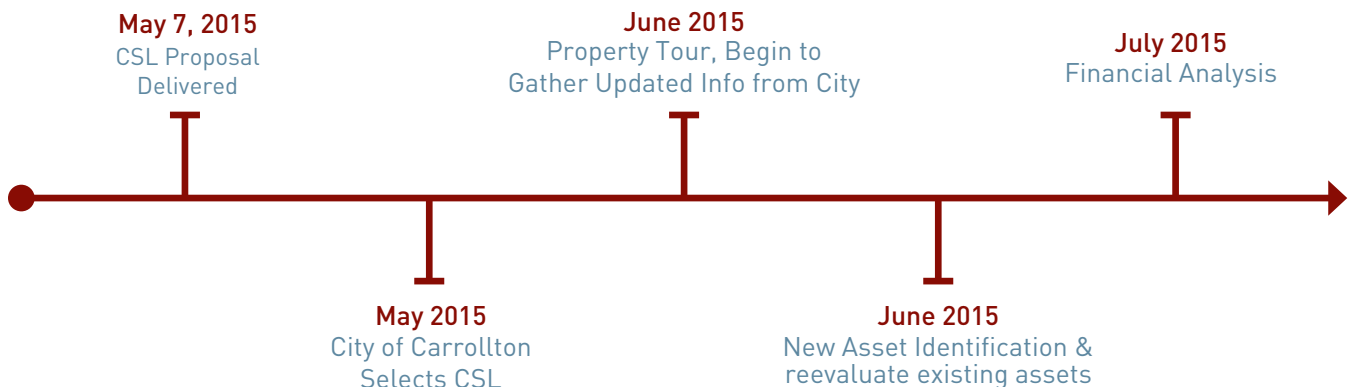 May 7, 2015
CSL Proposal
Delivered
May 2015
City of Carrollton
Selects CSL
June 2015
Property Tour, Begin to
Gather Updated Info from City
June 2015
New Asset Identification &
reevaluate existing assets
July 2015
Financial Analysis